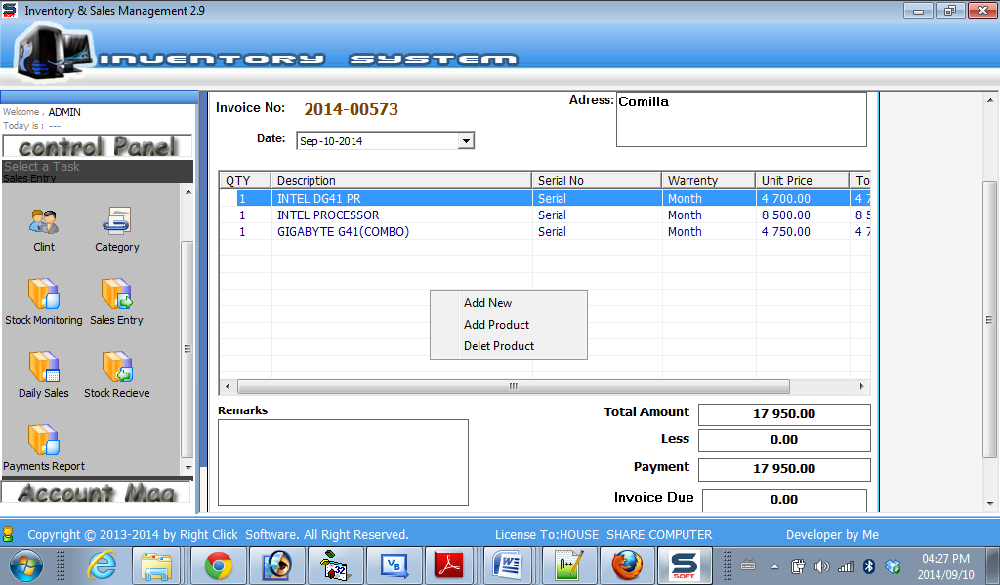 Inventory & Sales Management 2.9
INVENTORY SYSTEM
Welcome , ADMIN
Today is : ---
control Panel
Select a Task
Sales Entry
Clint
Category
Stock Monitoring
Sales Entry
Daily Sales
Stock Recieve
Payments Report
Account Mag
Invoice No: 2014-00573
Adress: Comilla
Date: Sep-10-2014
QTY Description Serial No Warrenty Unit Price To
1 INTEL DG41 PR Serial Month 4 700.00 4 7
1 INTEL PROCESSOR Serial Month 8 500.00 8 5
1 GIGABYTE G41(COMBO) Serial Month 4 750.00 4 7
Add New
Add Product
Delet Product
Remarks
Total Amount 17 950.00
Less 0.00
Payment 17 950.00
Invoice Due 0.00
Copyright © 2013-2014 by Right Click Software. All Right Reserved. License To:HOUSE SHARE COMPUTER Developer by Me
04:27 PM
2014/09/10